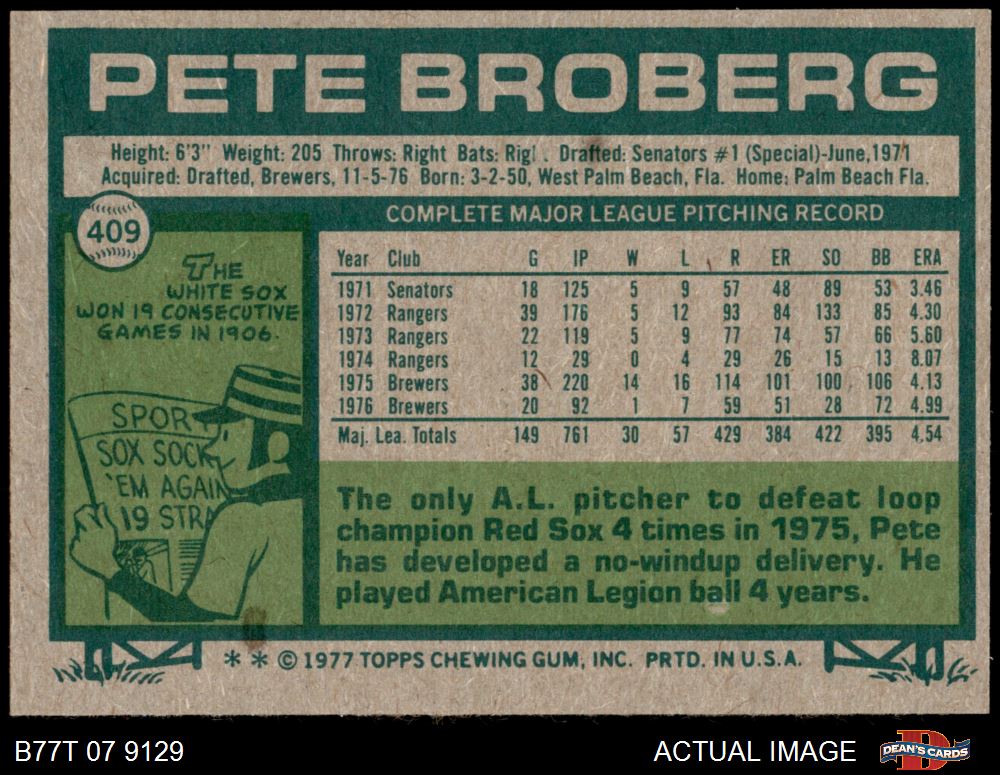 PETE BROBERG
Height: 6'3" Weight: 205 Throws: Right Bats: Drafted: Senators #1 (Special)-June,1971
Acquired: Drafted, Brewers, 11-5-76 Born: 3-2-50, West Palm Beach, Fla. Home: Palm Beach Fla.
409
THE
WHITE SOX
WON 19 CONSECUTIVE
GAMES IN 1906.
SPOR
SOX SOCK
'EM AGAIN
19 STRA
COMPLETE MAJOR LEAGUE PITCHING RECORD
Year Club G IP W L R ER SO BB ERA
1971 Senators 18 125 5 9 57 48 89 53 3.46
1972 Rangers 39 176 5 12 93 84 133 85 4.30
1973 Rangers 22 119 5 9 77 74 57 66 5.60
1974 Rangers 12 29 0 4 29 26 15 13 8.07
1975 Brewers 38 220 14 16 114 101 100 106 4.13
1976 Brewers 20 92 1 7 59 51 28 72 4.99
Maj. Lea. Totals 149 761 30 57 429 384 422 395 4.54
The only A.L. pitcher to defeat loop
champion Red Sox 4 times in 1975, Pete
has developed a no-windup delivery. He
played American Legion ball 4 years.
* * © 1977 TOPPS CHEWING GUM, INC. PRTD. IN U.S.A.
B77T 07 9129
ACTUAL IMAGE
DEAN'S CARDS